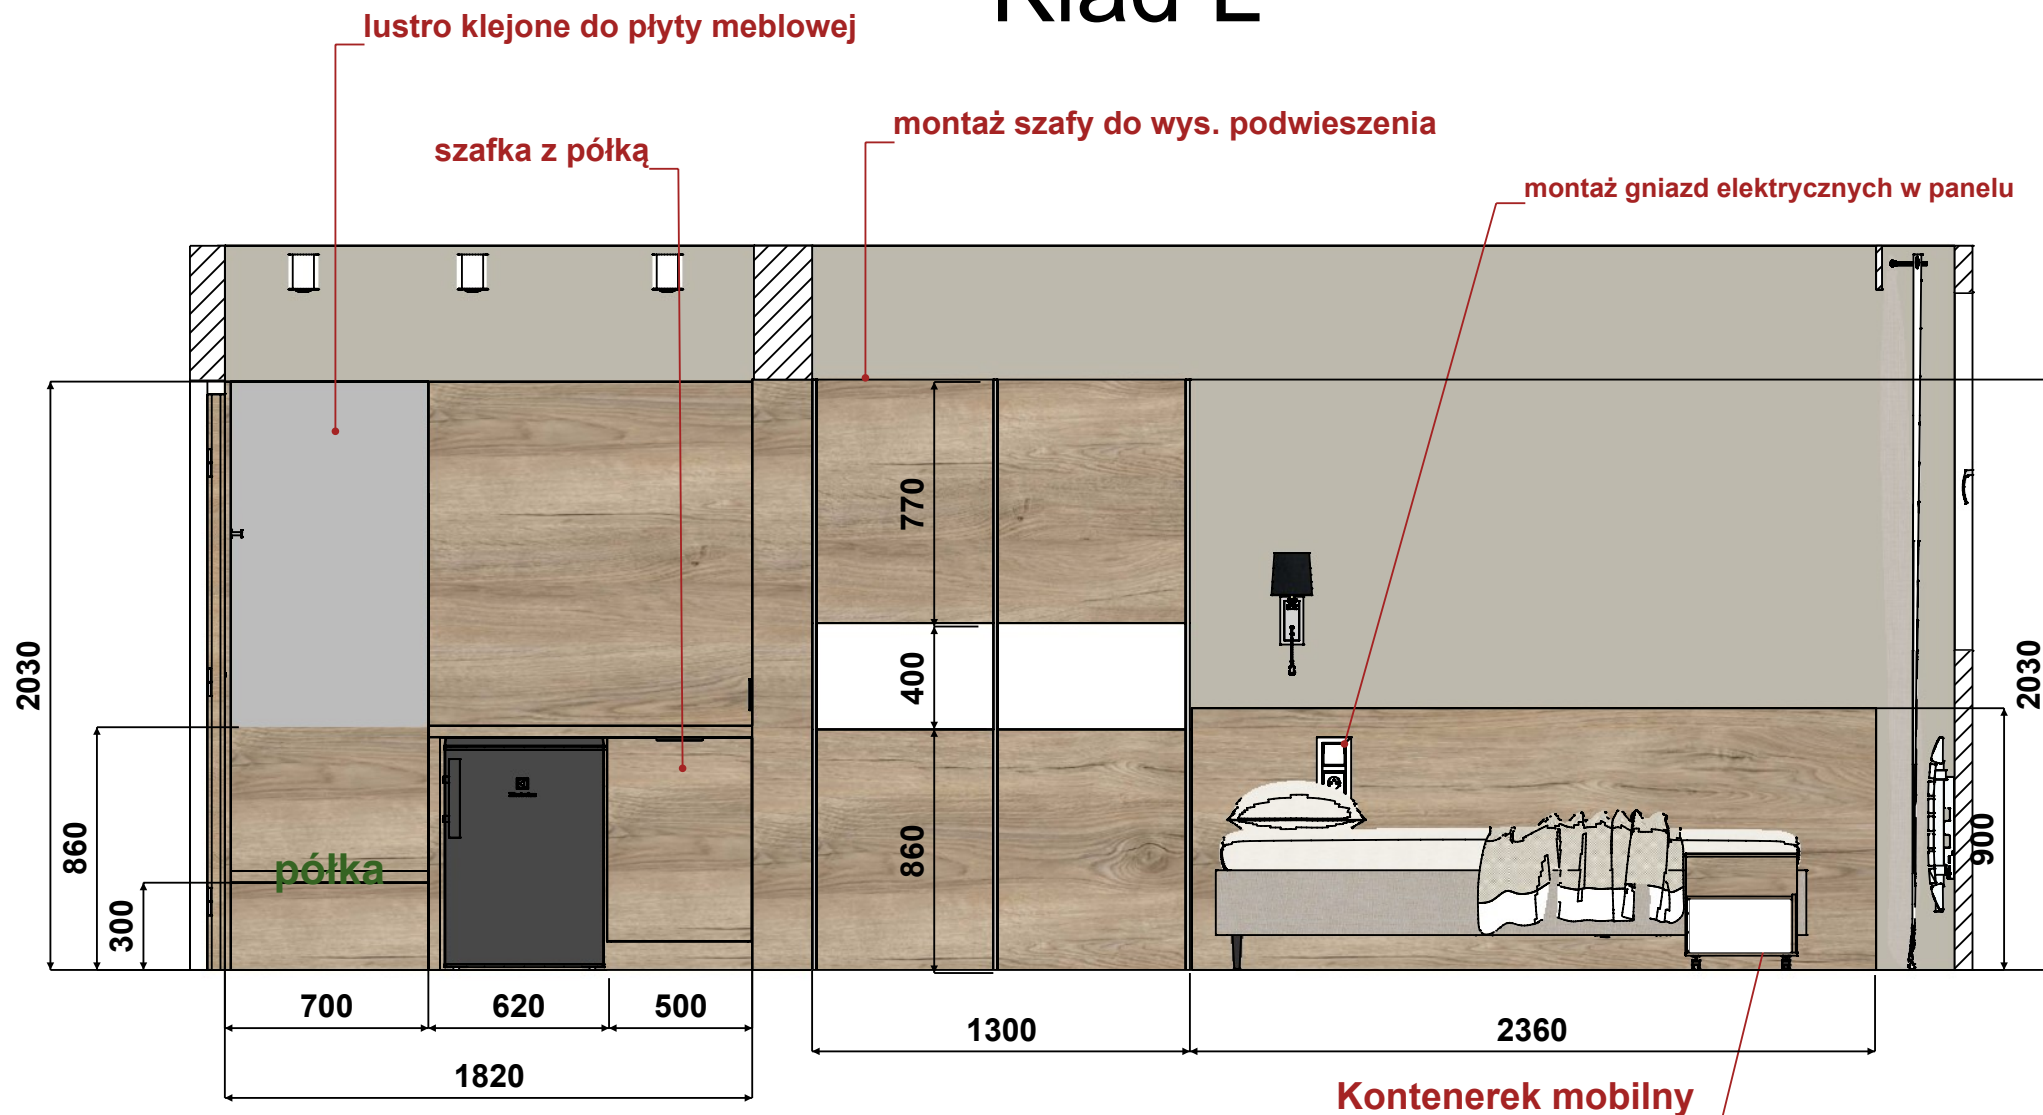 Kład L
lustro klejone do płyty meblowej
montaż szafy do wys. podwieszenia
szafka z półką
montaż gniazd elektrycznych w panelu
770
400
2030
2030
860
860
900
półka
300
700
620
500
1300
2360
1820
Kontenerek mobilny